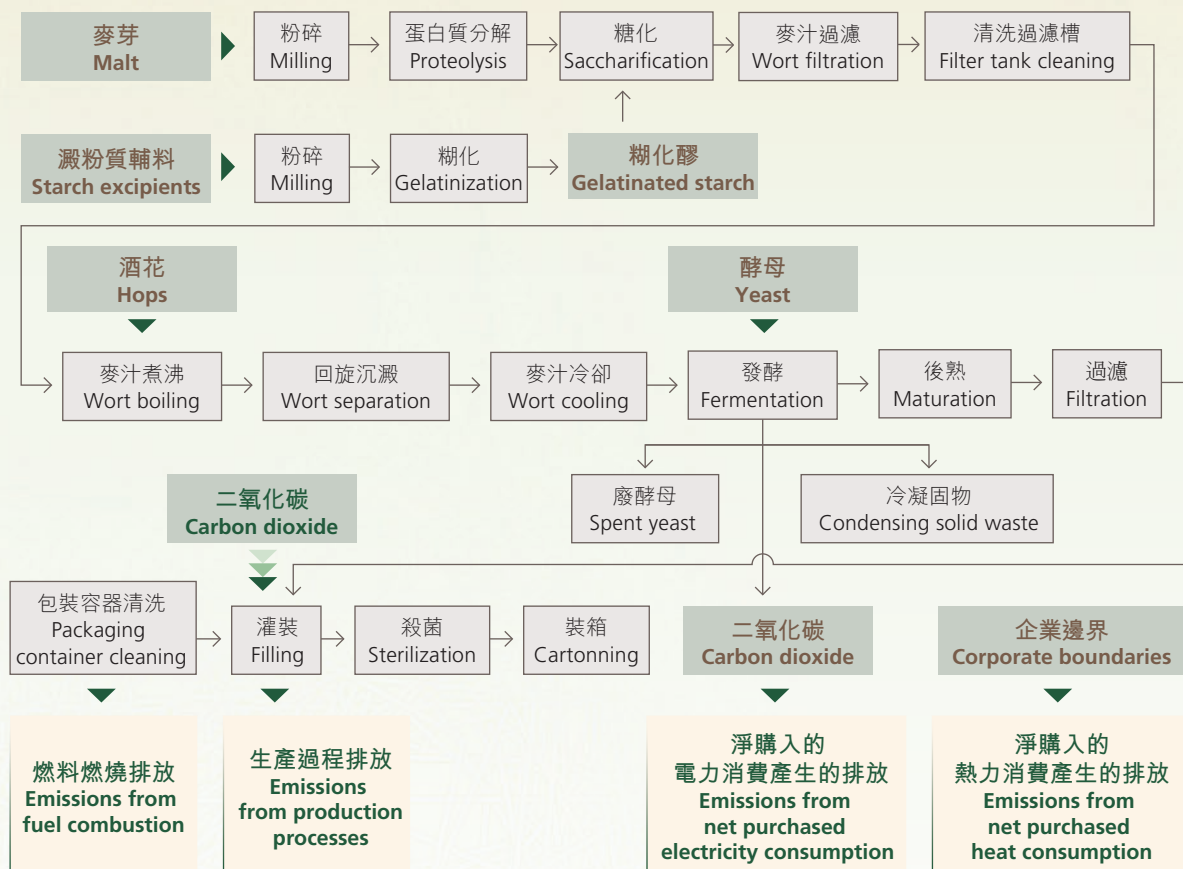 麥芽
Malt
粉碎
Milling
蛋白質分解
Proteolysis
糖化
Saccharification
麥汁過濾
Wort filtration
清洗過濾槽
Filter tank cleaning
澱粉質輔料
Starch excipients
粉碎
Milling
糊化
Gelatinization
糊化醪
Gelatinated starch
酒花
Hops
酵母
Yeast
麥汁煮沸
Wort boiling
回旋沉澱
Wort separation
麥汁冷卻
Wort cooling
發酵
Fermentation
後熟
Maturation
過濾
Filtration
廢酵母
Spent yeast
冷凝固物
Condensing solid waste
二氧化碳
Carbon dioxide
包裝容器清洗
Packaging
container cleaning
灌裝
Filling
殺菌
Sterilization
裝箱
Cartonning
二氧化碳
Carbon dioxide
企業邊界
Corporate boundaries
燃料燃燒排放
Emissions from
fuel combustion
生產過程排放
Emissions
from production
processes
淨購入的
電力消費產生的排放
Emissions from
net purchased
electricity consumption
淨購入的
熱力消費產生的排放
Emissions from
net purchased
heat consumption